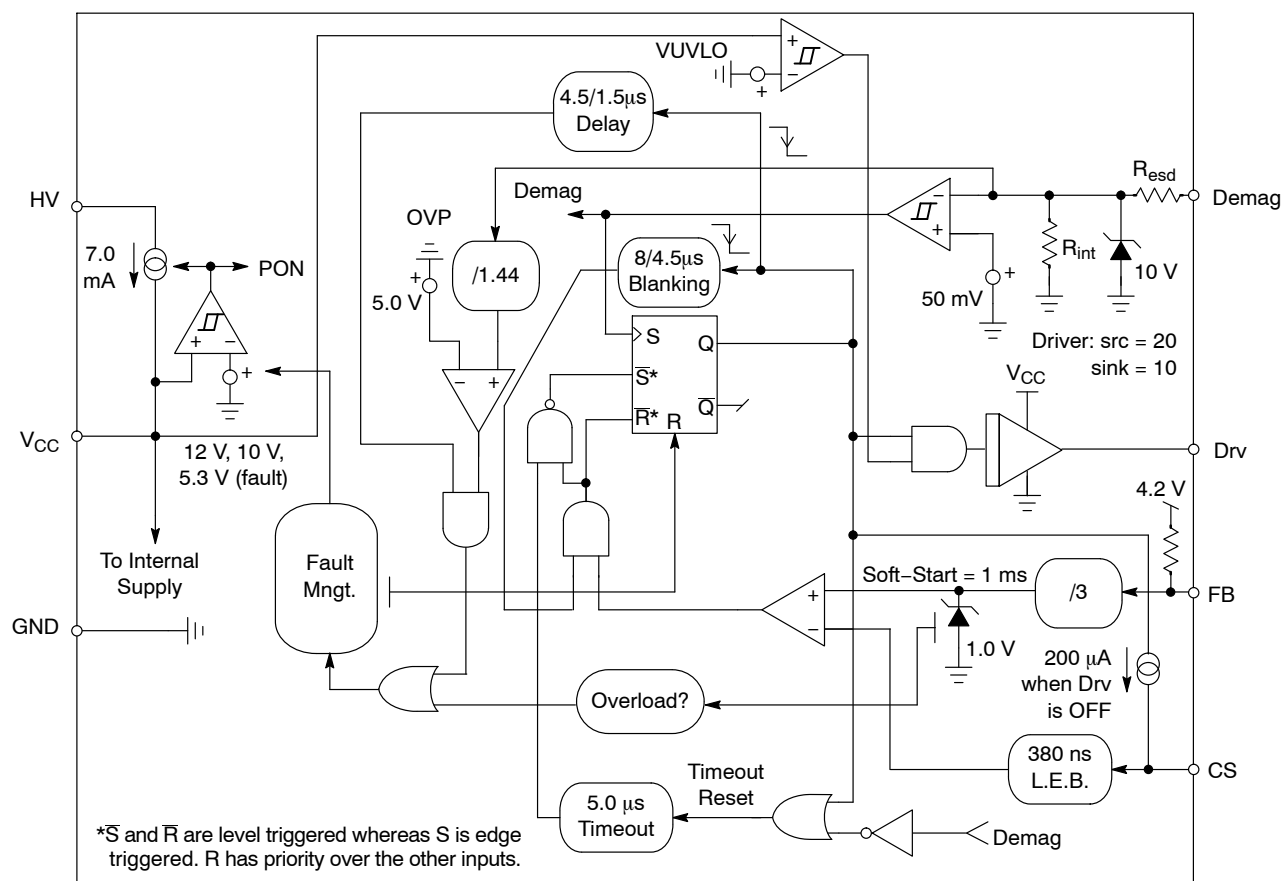 VUVLO
+
−
+
4.5/1.5μs
Delay
HV
Demag
R_esd
Demag
−
+
7.0
mA
PON
OVP
+
5.0 V
/1.44
8/4.5μs
Blanking
R_int
10 V
+
50 mV
+
−
+
−
+
S
Q
S̅*
Q̅
R̅*
R
Driver: src = 20
sink = 10
V_CC
V_CC
12 V, 10 V,
5.3 V (fault)
Drv
4.2 V
To Internal
Supply
Fault
Mngt.
Soft−Start = 1 ms
+
−
/3
FB
GND
1.0 V
200 μA
when Drv
is OFF
Overload?
380 ns
L.E.B.
CS
Timeout
Reset
5.0 μs
Timeout
Demag
*S̅ and R̅ are level triggered whereas S is edge
triggered. R has priority over the other inputs.